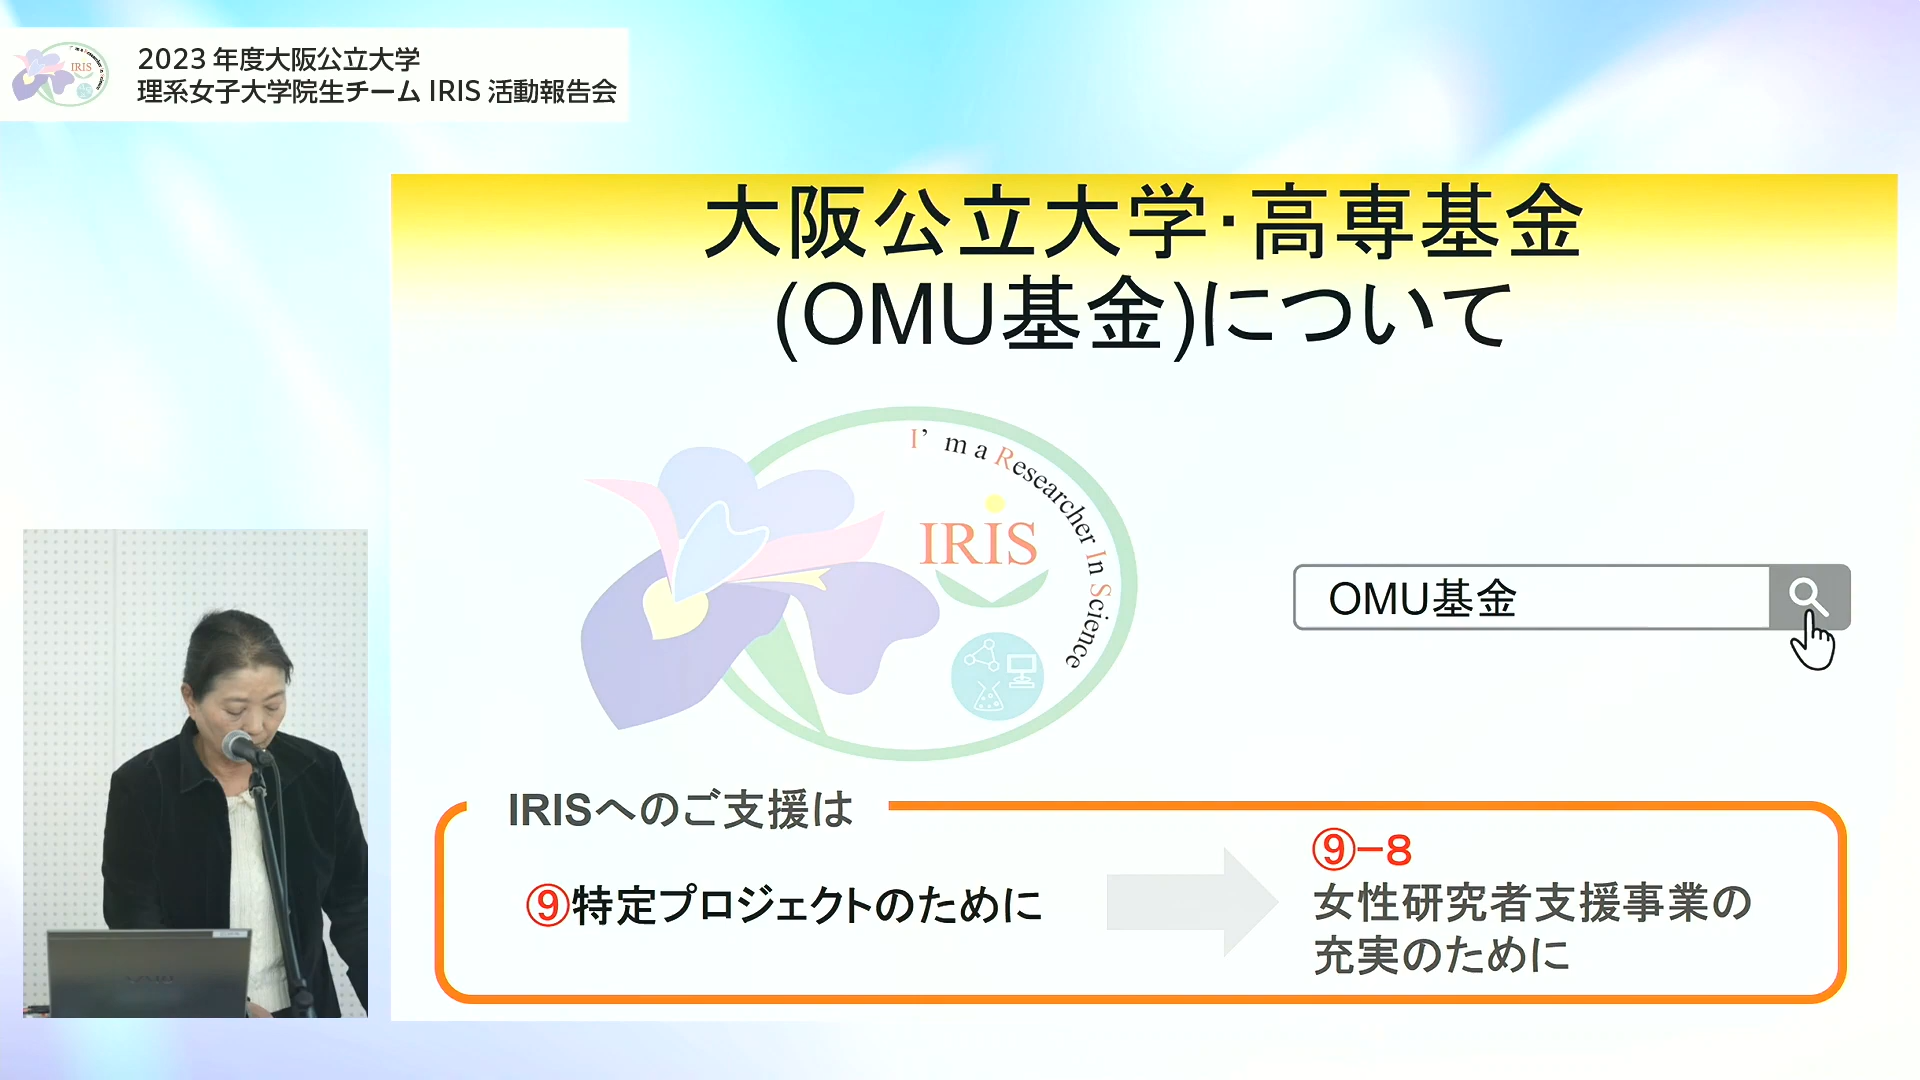 2023 年度大阪公立大学
理系女子大学院生チーム IRIS 活動報告会
IRIS
大阪公立大学･高専基金
(OMU基金)について
I’m a Researcher In Science
IRIS
OMU基金
IRISへのご支援は
⑨特定プロジェクトのために
⑨−８
女性研究者支援事業の
充実のために
VAIO